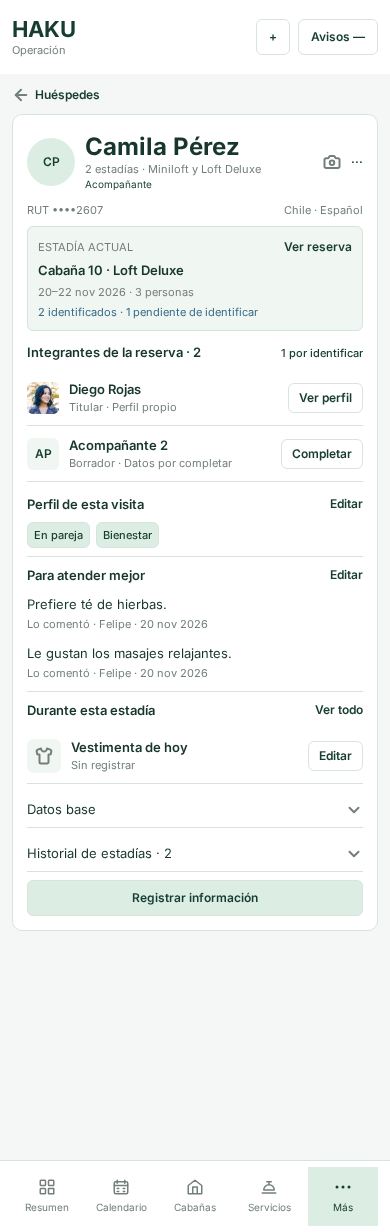 HAKU
Operación
+
Avisos —
Huéspedes
CP
Camila Pérez
2 estadías · Miniloft y Loft Deluxe
Acompañante
...
RUT ••••2607
Chile · Español
ESTADÍA ACTUAL
Ver reserva
Cabaña 10 · Loft Deluxe
20–22 nov 2026 · 3 personas
2 identificados · 1 pendiente de identificar
Integrantes de la reserva · 2
1 por identificar
Diego Rojas
Titular · Perfil propio
Ver perfil
AP
Acompañante 2
Borrador · Datos por completar
Completar
Perfil de esta visita
Editar
En pareja
Bienestar
Para atender mejor
Editar
Prefiere té de hierbas.
Lo comentó · Felipe · 20 nov 2026
Le gustan los masajes relajantes.
Lo comentó · Felipe · 20 nov 2026
Durante esta estadía
Ver todo
Vestimenta de hoy
Sin registrar
Editar
Datos base
Historial de estadías · 2
Registrar información
Resumen
Calendario
Cabañas
Servicios
Más